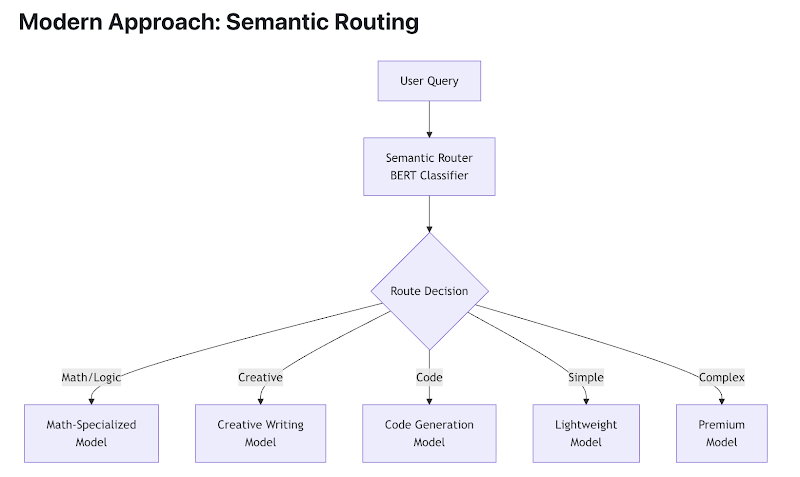 Modern Approach: Semantic Routing
User Query
Semantic Router
BERT Classifier
Route Decision
Math/Logic
Creative
Code
Simple
Complex
Math-Specialized
Model
Creative Writing
Model
Code Generation
Model
Lightweight
Model
Premium
Model